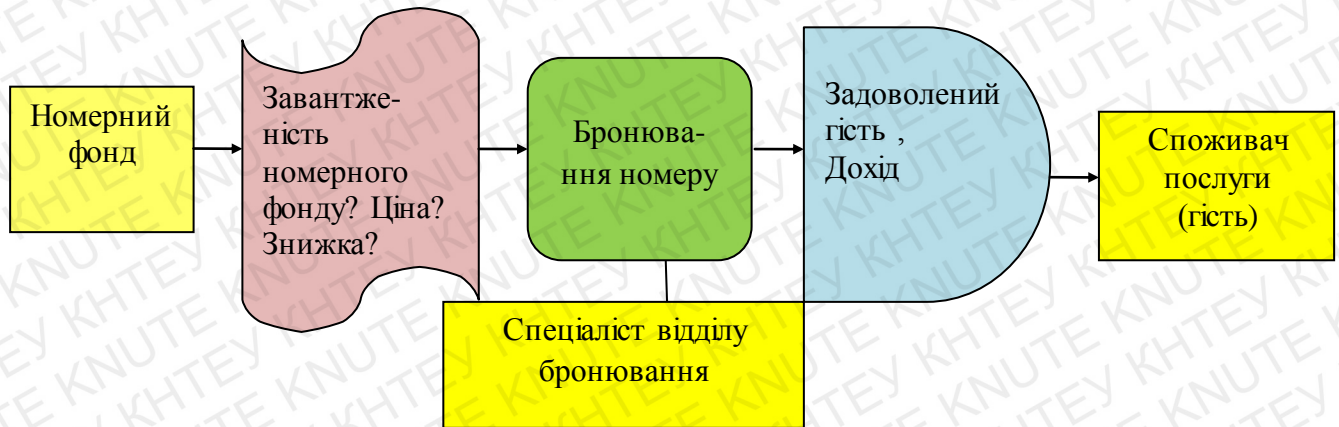 Номерний
фонд
Завантже-
ність
номерного
фонду? Ціна?
Знижка?
Бронюва-
ння номеру
Задоволений
гість ,
Дохід
Споживач
послуги
(гість)
Спеціаліст відділу
бронювання